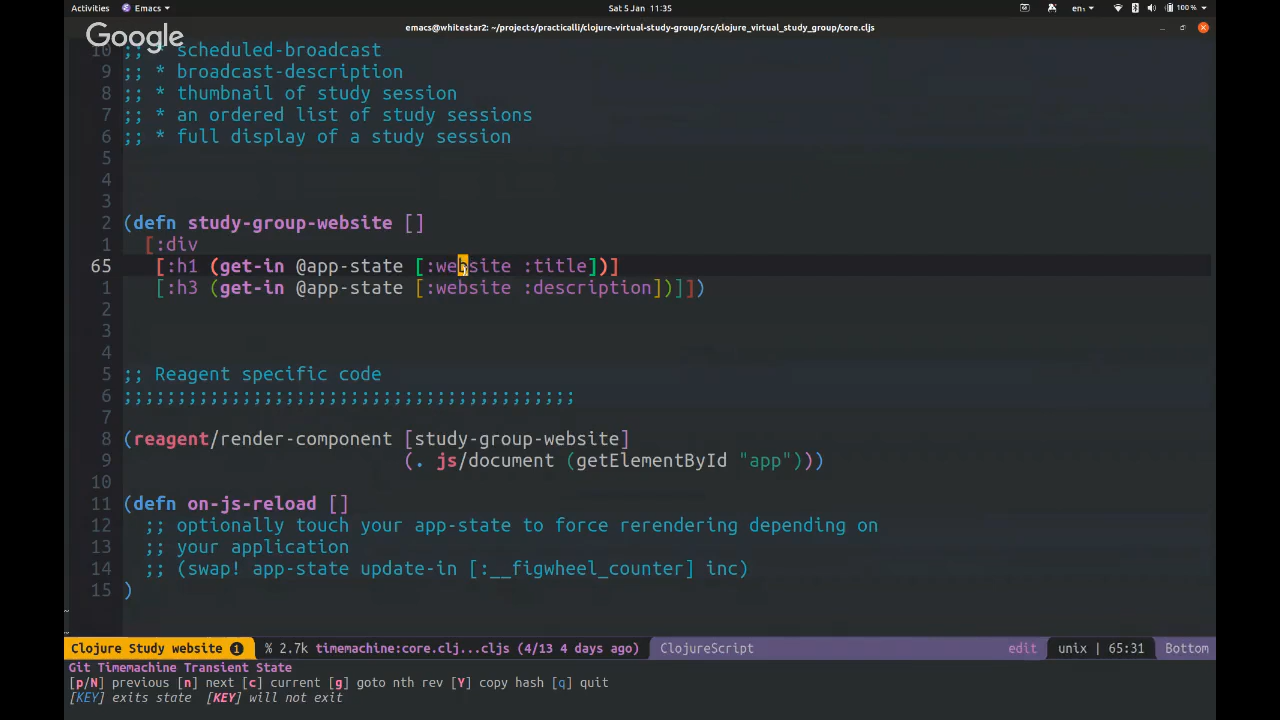 Activities Emacs Sat 5 Jan 11:35 en₁ 100 %
emacs@whitestar2: ~/projects/practicalli/clojure-virtual-study-group/src/clojure_virtual_study_group/core.cljs
Google
10 ;; * scheduled-broadcast
9 ;; * broadcast-description
8 ;; * thumbnail of study session
7 ;; * an ordered list of study sessions
6 ;; * full display of a study session
5
4
3
2 (defn study-group-website []
1 [:div
65 [:h1 (get-in @app-state [:website :title])]
1 [:h3 (get-in @app-state [:website :description])]])
2
3
4
5 ;; Reagent specific code
6 ;;;;;;;;;;;;;;;;;;;;;;;;;;;;;;;;;;;;;;;;;;
7
8 (reagent/render-component [study-group-website]
9 (. js/document (getElementById "app")))
10
11 (defn on-js-reload []
12 ;; optionally touch your app-state to force rerendering depending on
13 ;; your application
14 ;; (swap! app-state update-in [:__figwheel_counter] inc)
15 )
~
~
Clojure Study website 1 % 2.7k timemachine:core.clj...cljs (4/13 4 days ago) ClojureScript edit unix | 65:31 Bottom
Git Timemachine Transient State
[p/N] previous [n] next [c] current [g] goto nth rev [Y] copy hash [q] quit
[KEY] exits state [KEY] will not exit